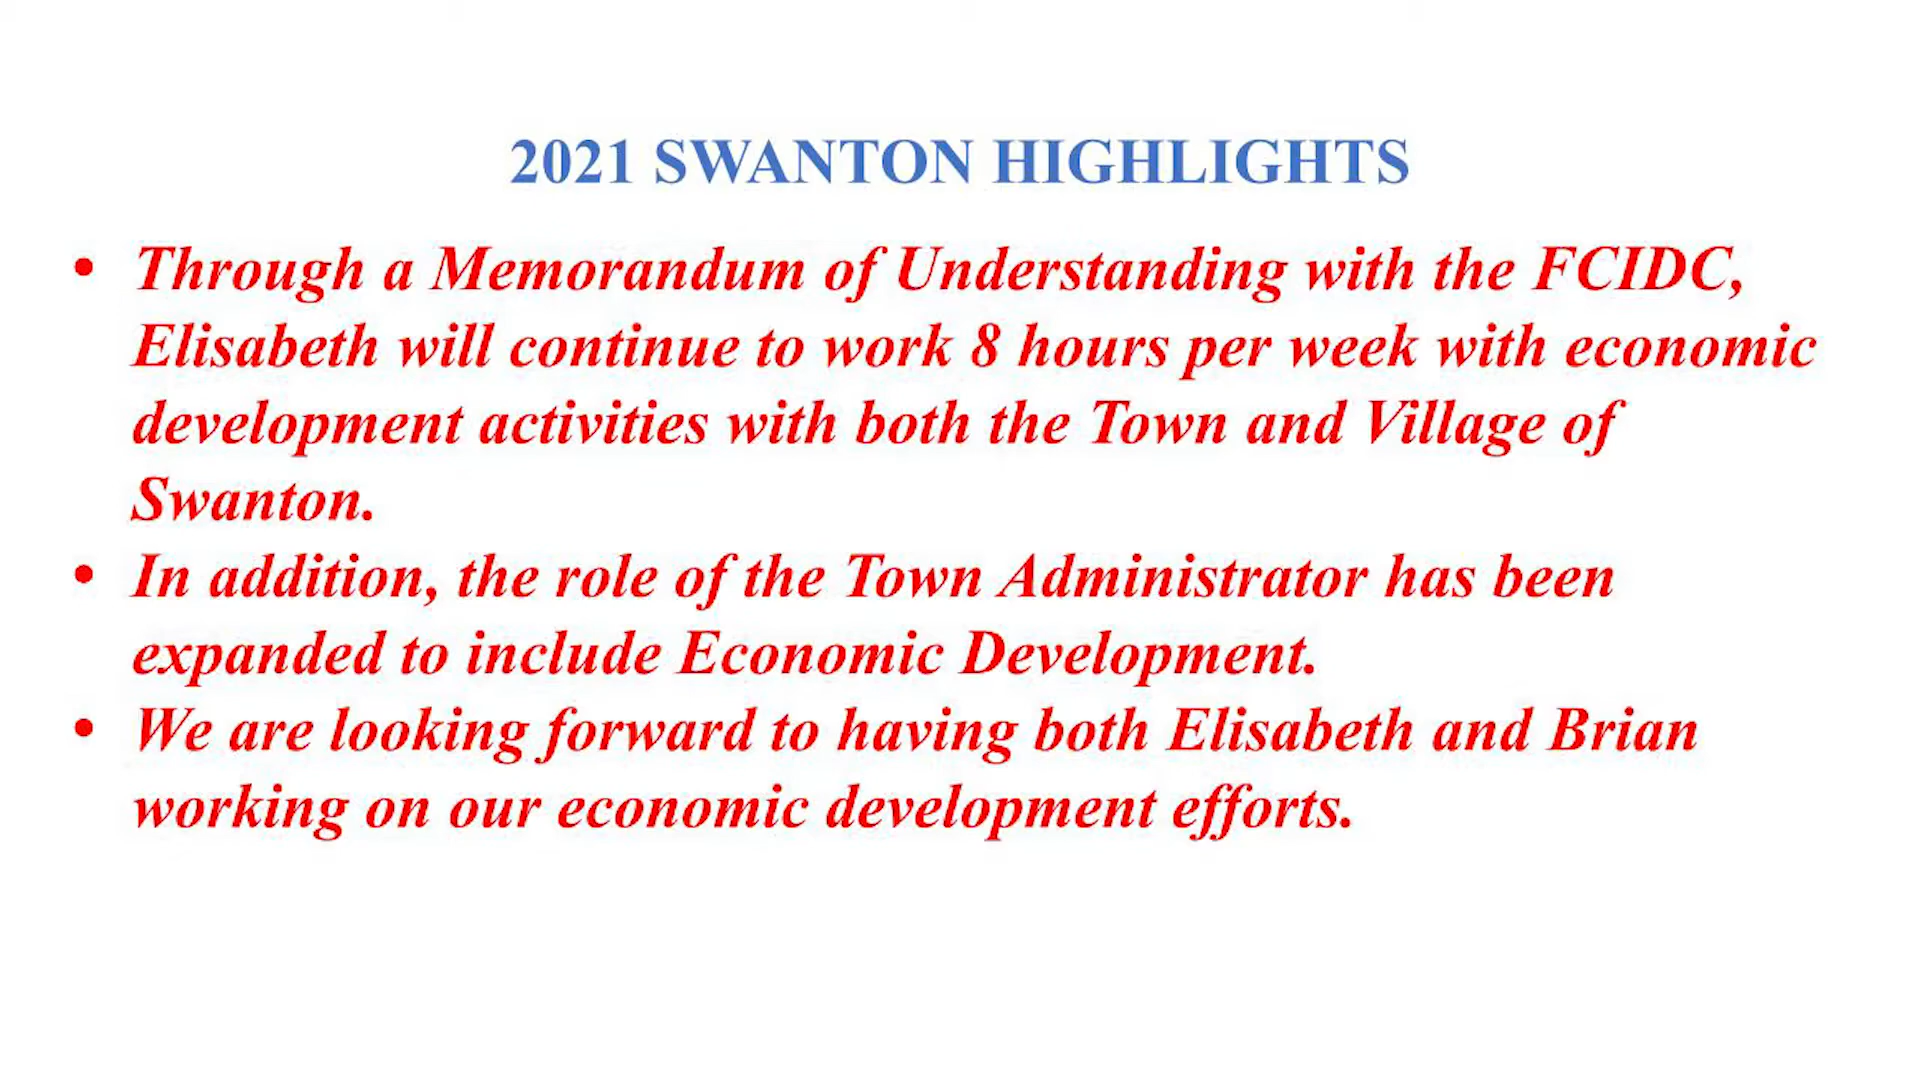 2021 SWANTON HIGHLIGHTS
• Through a Memorandum of Understanding with the FCIDC,
Elisabeth will continue to work 8 hours per week with economic
development activities with both the Town and Village of
Swanton.
• In addition, the role of the Town Administrator has been
expanded to include Economic Development.
• We are looking forward to having both Elisabeth and Brian
working on our economic development efforts.